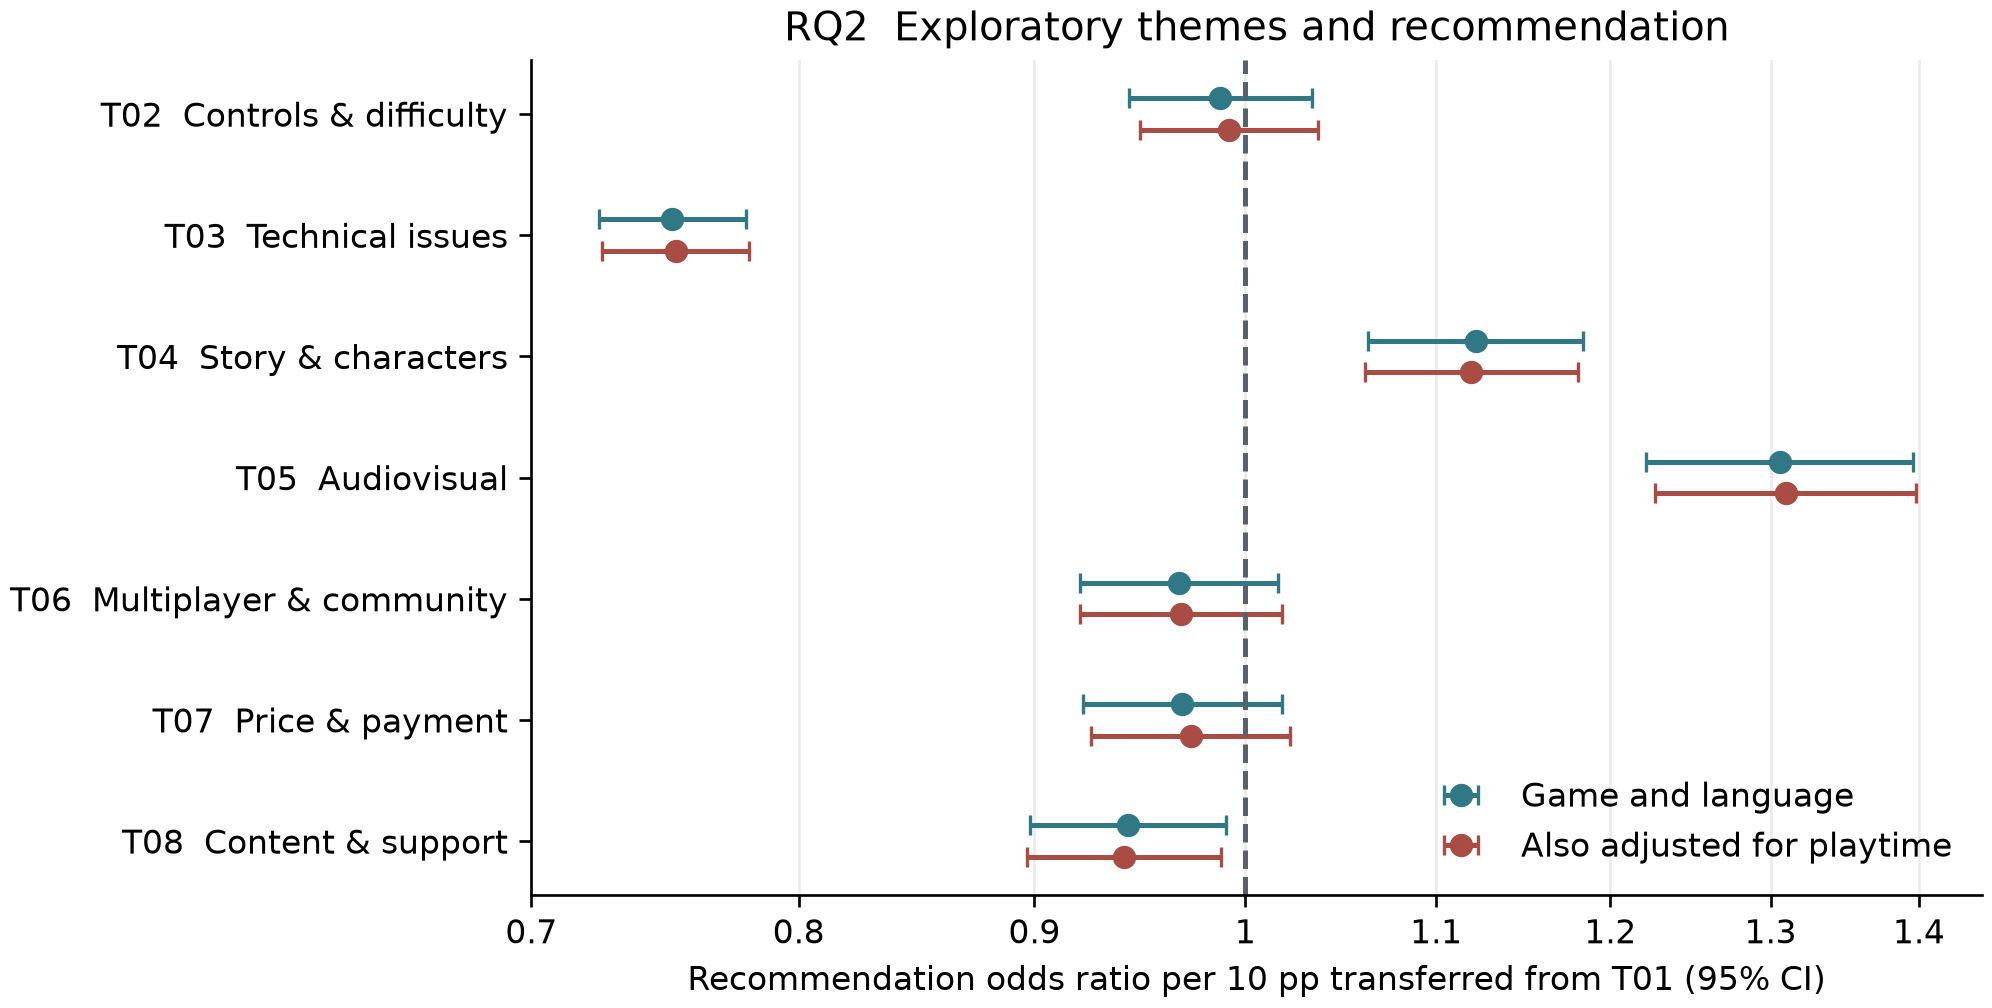 RQ2  Exploratory themes and recommendation
T02  Controls & difficulty
T03  Technical issues
T04  Story & characters
T05  Audiovisual
T06  Multiplayer & community
T07  Price & payment
T08  Content & support
Game and language
Also adjusted for playtime
0.7 0.8 0.9 1 1.1 1.2 1.3 1.4
Recommendation odds ratio per 10 pp transferred from T01 (95% CI)